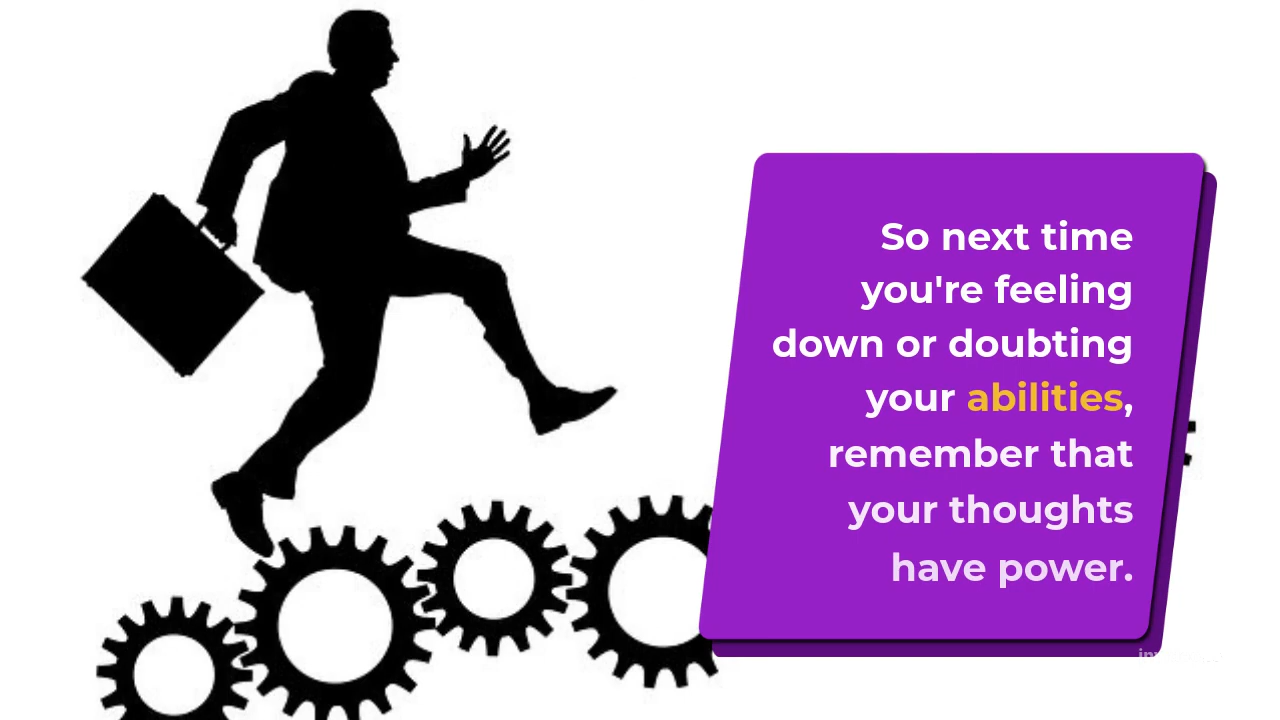 So next time
you're feeling
down or doubting
your abilities,
remember that
your thoughts
have power.